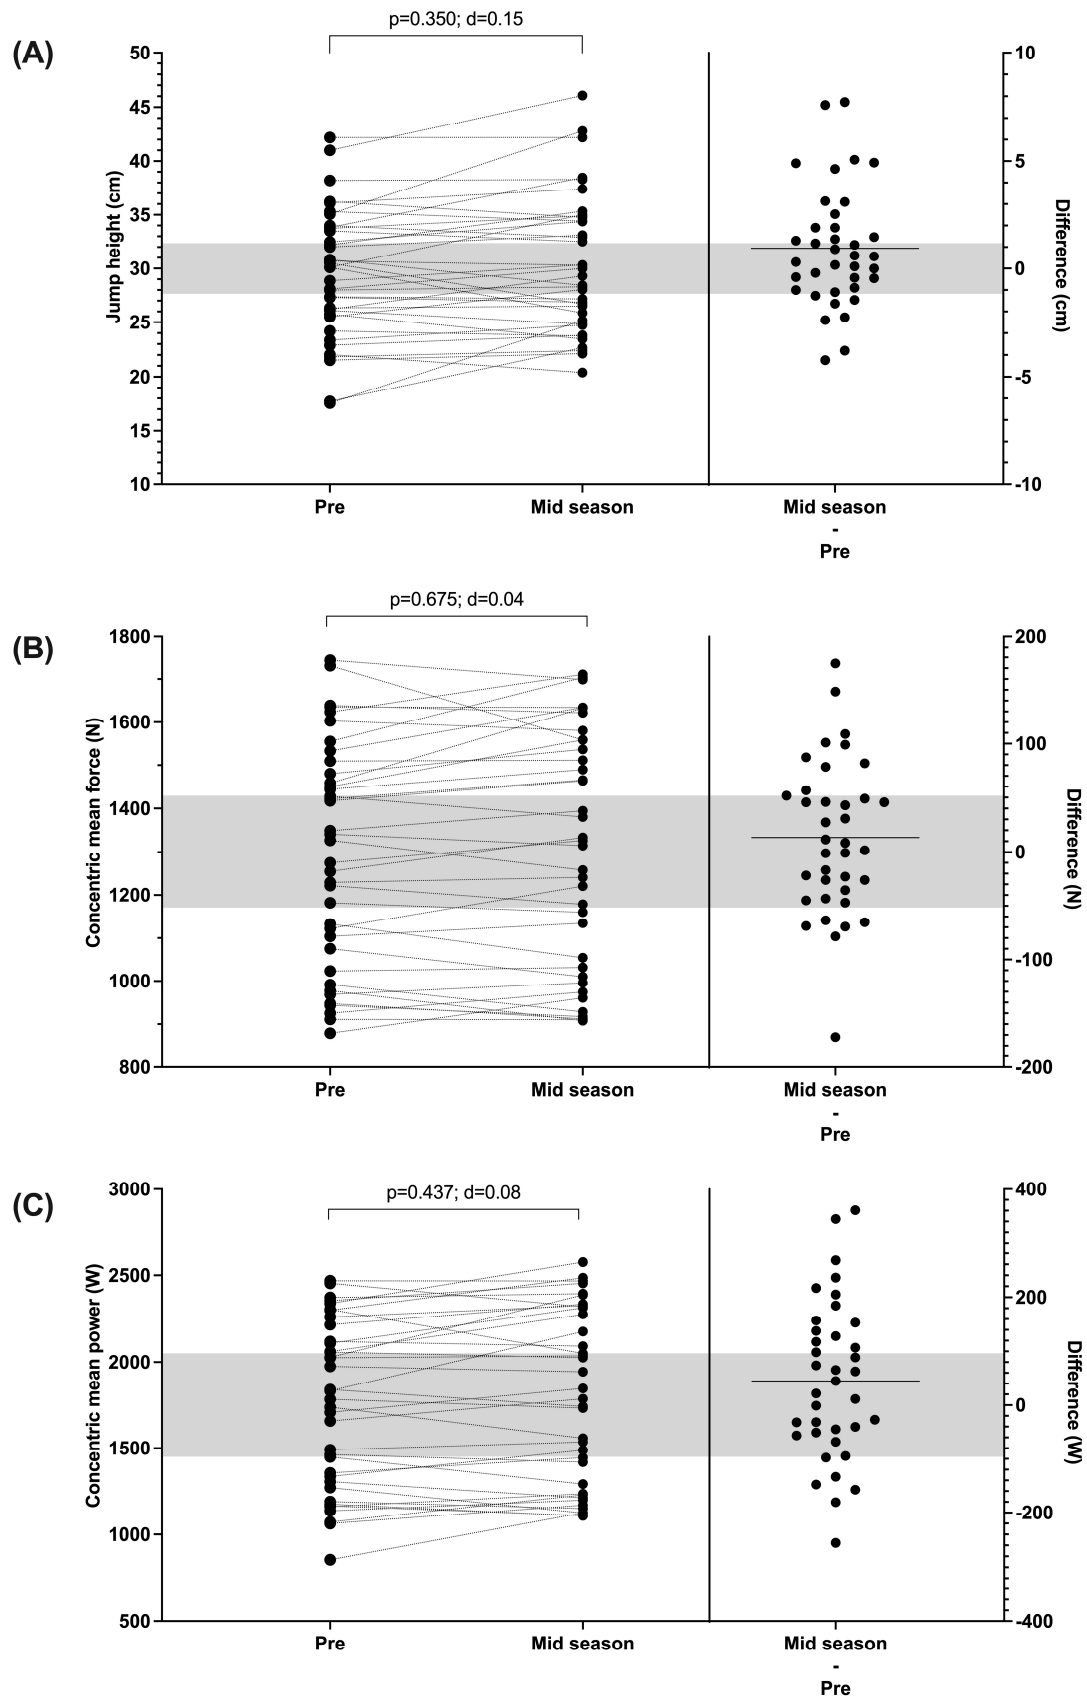 (A)
p=0.350; d=0.15
Jump height (cm)
50
45
40
35
30
25
20
15
10
10
5
0
-5
-10
Difference (cm)
Pre
Mid season
Mid season
-
Pre
(B)
p=0.675; d=0.04
Concentric mean force (N)
1800
1600
1400
1200
1000
800
200
100
0
-100
-200
Difference (N)
Pre
Mid season
Mid season
-
Pre
(C)
p=0.437; d=0.08
Concentric mean power (W)
3000
2500
2000
1500
1000
500
400
200
0
-200
-400
Difference (W)
Pre
Mid season
Mid season
-
Pre